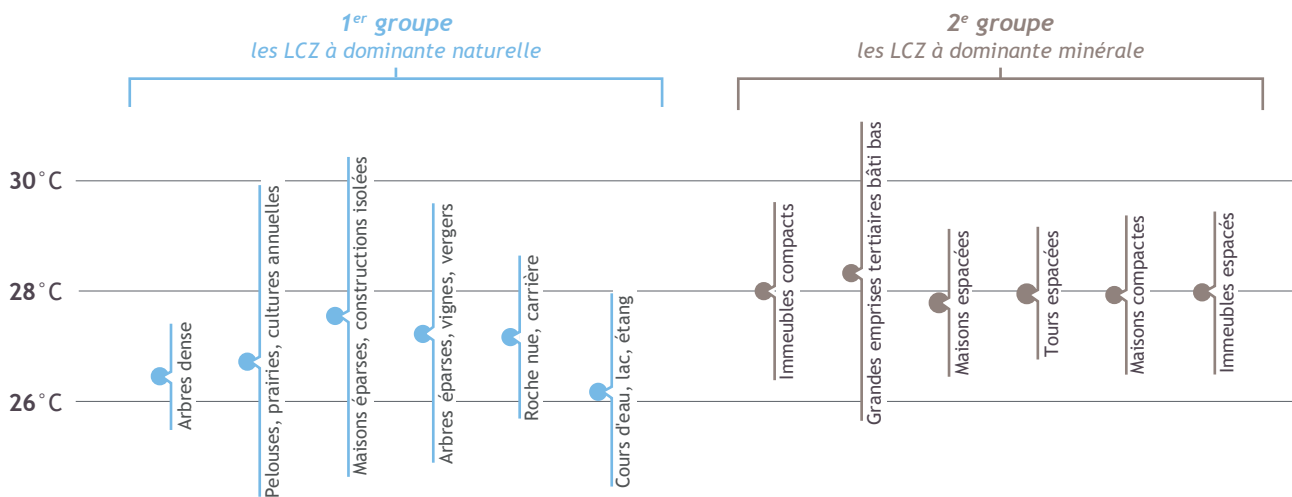 1er groupe
les LCZ à dominante naturelle
2e groupe
les LCZ à dominante minérale
30°C
28°C
26°C
Arbres dense
Pelouses, prairies, cultures annuelles
Maisons éparses, constructions isolées
Arbres éparses, vignes, vergers
Roche nue, carrière
Cours d'eau, lac, étang
Immeubles compacts
Grandes emprises tertiaires bâti bas
Maisons espacées
Tours espacées
Maisons compactes
Immeubles espacés